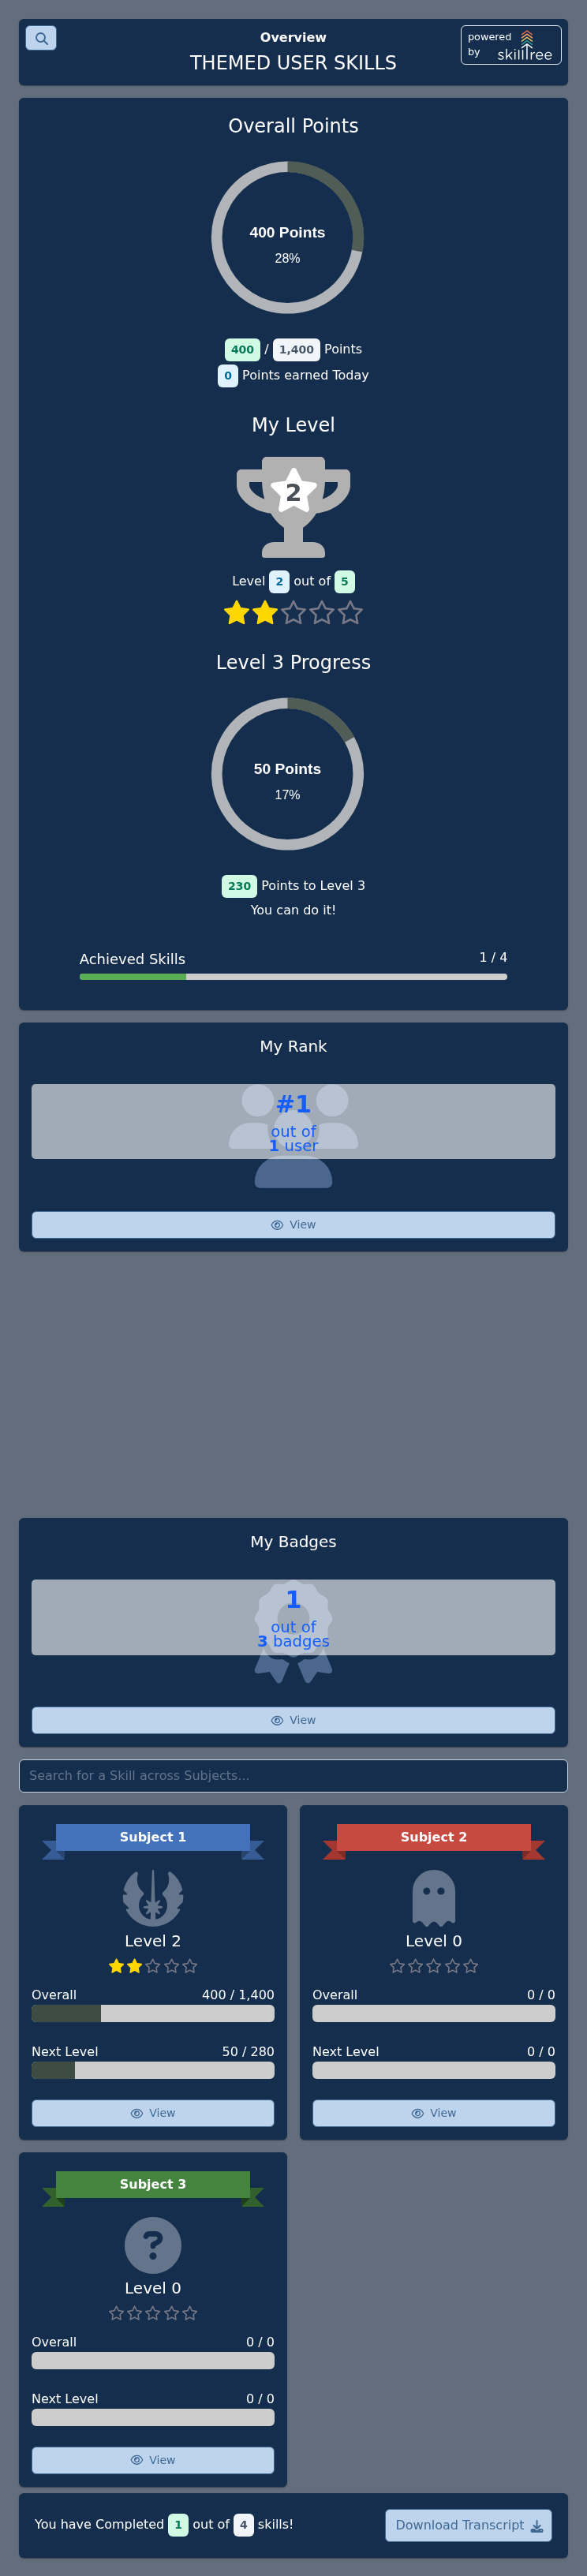 Overview
THEMED USER SKILLS
powered
by skilltree
Overall Points
400 Points
28%
400 / 1,400 Points
0 Points earned Today
My Level
2
Level 2 out of 5
Level 3 Progress
50 Points
17%
230 Points to Level 3
You can do it!
Achieved Skills 1 / 4
My Rank
#1
out of
1 user
View
My Badges
1
out of
3 badges
View
Search for a Skill across Subjects...
Subject 1
Level 2
Overall 400 / 1,400
Next Level 50 / 280
View
Subject 2
Level 0
Overall 0 / 0
Next Level 0 / 0
View
Subject 3
?
Level 0
Overall 0 / 0
Next Level 0 / 0
View
You have Completed 1 out of 4 skills!
Download Transcript